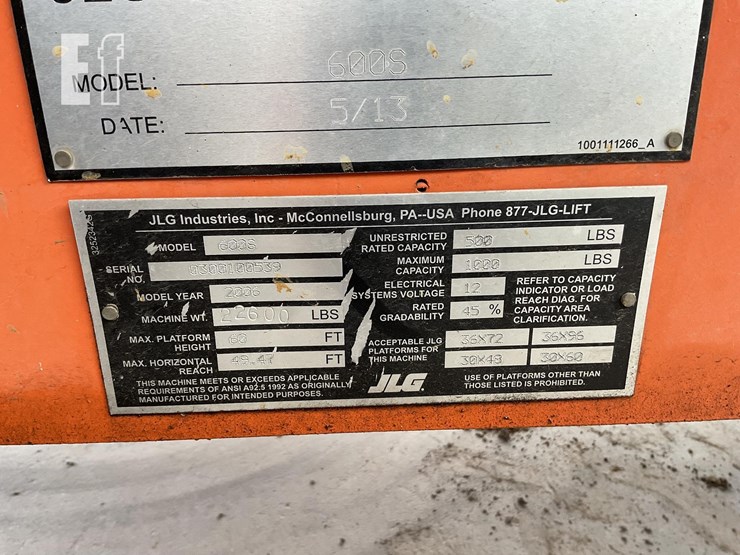 Ef
MODEL: 600S
DATE: 5/13
1001111266_A
3252342 S
JLG Industries, Inc - McConnellsburg, PA--USA Phone 877-JLG-LIFT
MODEL 600S
SERIAL NO. 0300100539
MODEL YEAR 2006
MACHINE WT. 22600 LBS
MAX. PLATFORM HEIGHT 60 FT
MAX. HORIZONTAL REACH 49.47 FT
THIS MACHINE MEETS OR EXCEEDS APPLICABLE
REQUIREMENTS OF ANSI A92.5 1992 AS ORIGINALLY
MANUFACTURED FOR INTENDED PURPOSES.
UNRESTRICTED RATED CAPACITY 500 LBS
MAXIMUM CAPACITY 1000 LBS
ELECTRICAL SYSTEMS VOLTAGE 12
RATED GRADABILITY 45 %
REFER TO CAPACITY
INDICATOR OR LOAD
REACH DIAG. FOR
CAPACITY AREA
CLARIFICATION.
ACCEPTABLE JLG
PLATFORMS FOR
THIS MACHINE
36X72 36X96
30X48 30X60
JLG
USE OF PLATFORMS OTHER THAN
THOSE LISTED IS PROHIBITED.